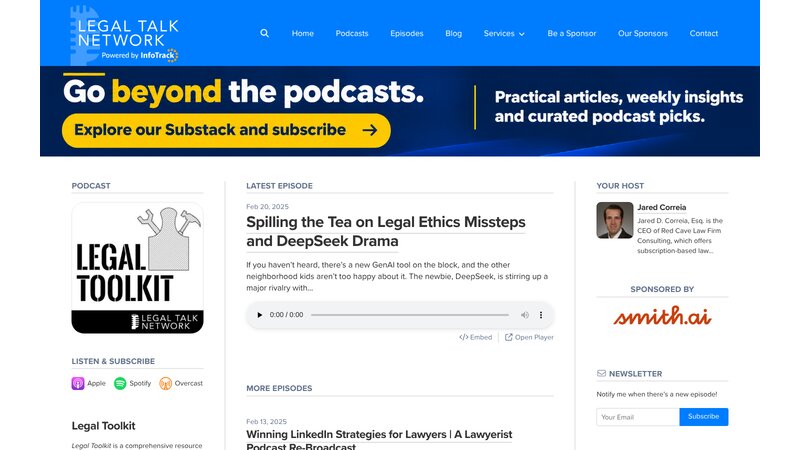 LEGAL TALK
NETWORK
Powered by InfoTrack
Home
Podcasts
Episodes
Blog
Services
Be a Sponsor
Our Sponsors
Contact
Go beyond the podcasts.
Explore our Substack and subscribe
Practical articles, weekly insights
and curated podcast picks.
PODCAST
LEGAL
TOOLKIT
LEGAL TALK
NETWORK
LISTEN & SUBSCRIBE
Apple
Spotify
Overcast
Legal Toolkit
Legal Toolkit is a comprehensive resource
LATEST EPISODE
Feb 20, 2025
Spilling the Tea on Legal Ethics Missteps
and DeepSeek Drama
If you haven’t heard, there’s a new GenAI tool on the block, and the other
neighborhood kids aren’t too happy about it. The newbie, DeepSeek, is stirring up a
major rivalry with...
0:00 / 0:00
</> Embed
Open Player
MORE EPISODES
Feb 13, 2025
Winning LinkedIn Strategies for Lawyers | A Lawyerist
Podcast Re-Broadcast
YOUR HOST
Jared Correia
Jared D. Correia, Esq. is the
CEO of Red Cave Law Firm
Consulting, which offers
subscription-based law...
SPONSORED BY
smith.ai
NEWSLETTER
Notify me when there's a new episode!
Your Email
Subscribe